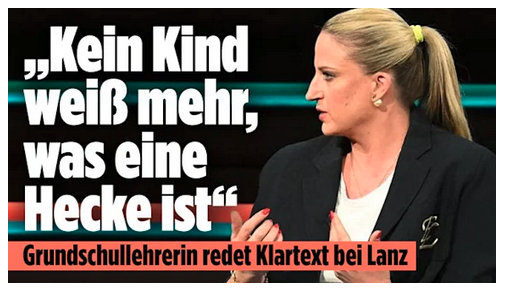 „Kein Kind
weiß mehr,
was eine
Hecke ist“
Grundschullehrerin redet Klartext bei Lanz